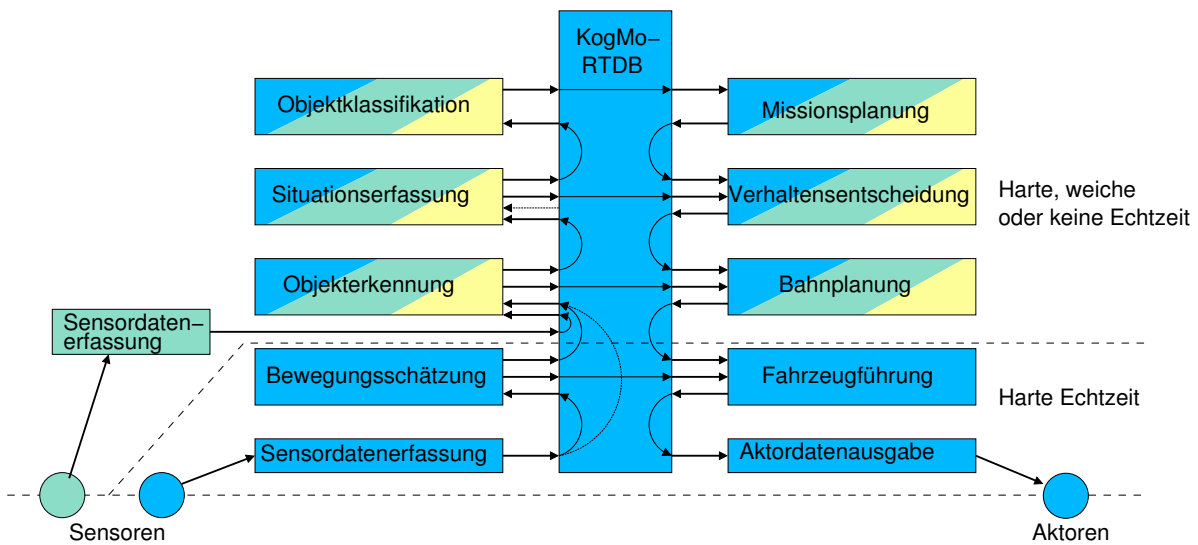 KogMo–
RTDB
Objektklassifikation
Missionsplanung
Situationserfassung
Verhaltensentscheidung
Harte, weiche
oder keine Echtzeit
Objekterkennung
Bahnplanung
Sensordaten–
erfassung
Bewegungsschätzung
Fahrzeugführung
Harte Echtzeit
Sensordatenerfassung
Aktordatenausgabe
Sensoren
Aktoren